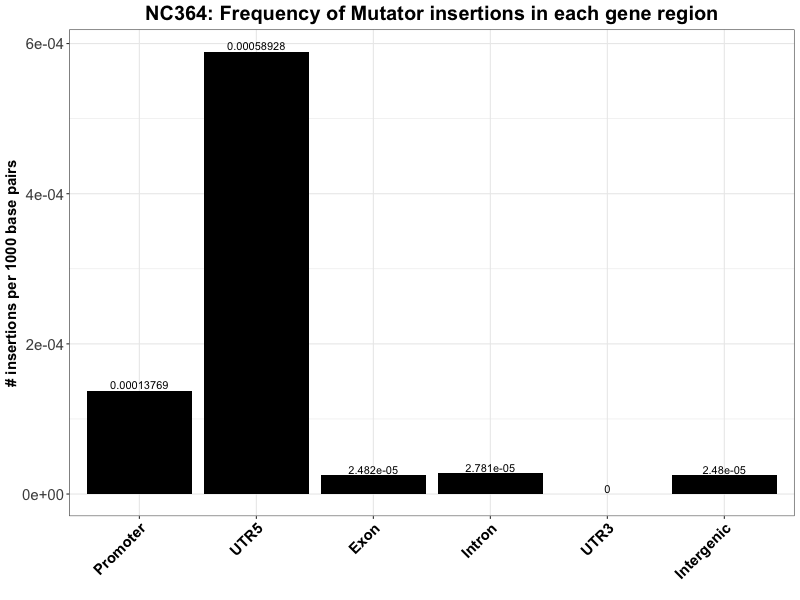 NC364: Frequency of Mutator insertions in each gene region
# insertions per 1000 base pairs
6e-04
4e-04
2e-04
0e+00
0.00013769
0.00058928
2.482e-05
2.781e-05
0
2.48e-05
Promoter
UTR5
Exon
Intron
UTR3
Intergenic